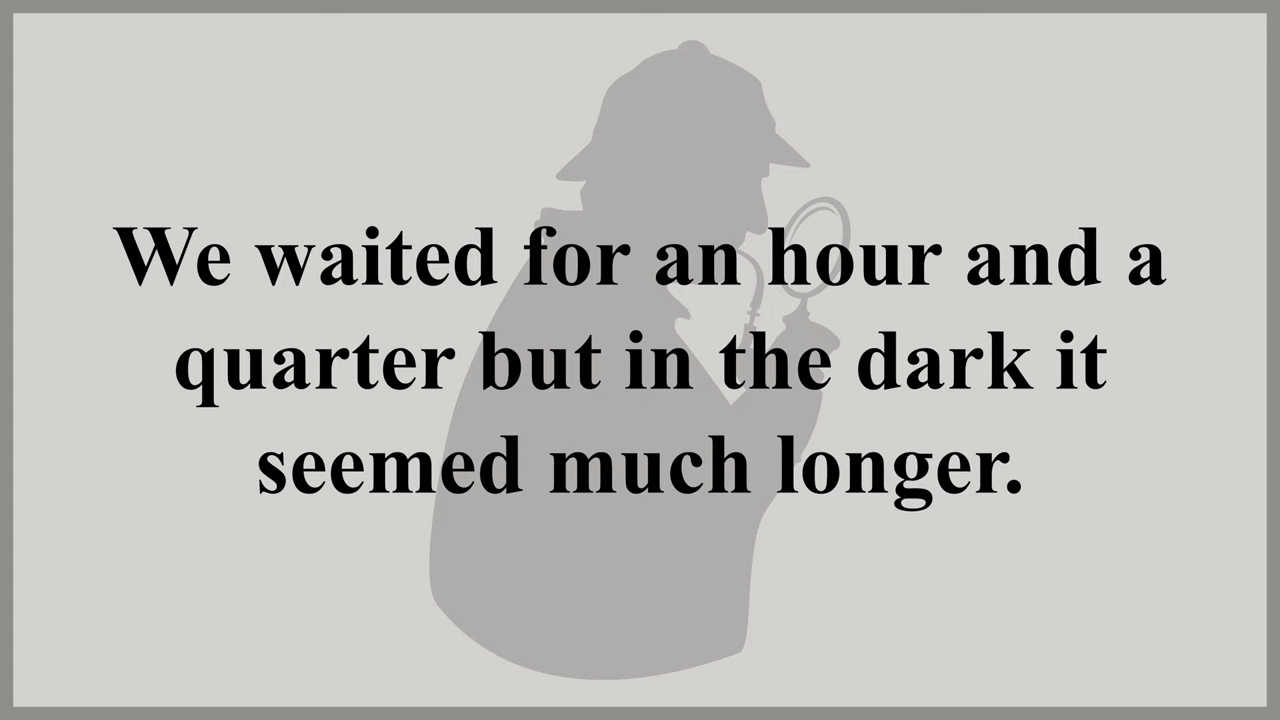 We waited for an hour and a
quarter but in the dark it
seemed much longer.